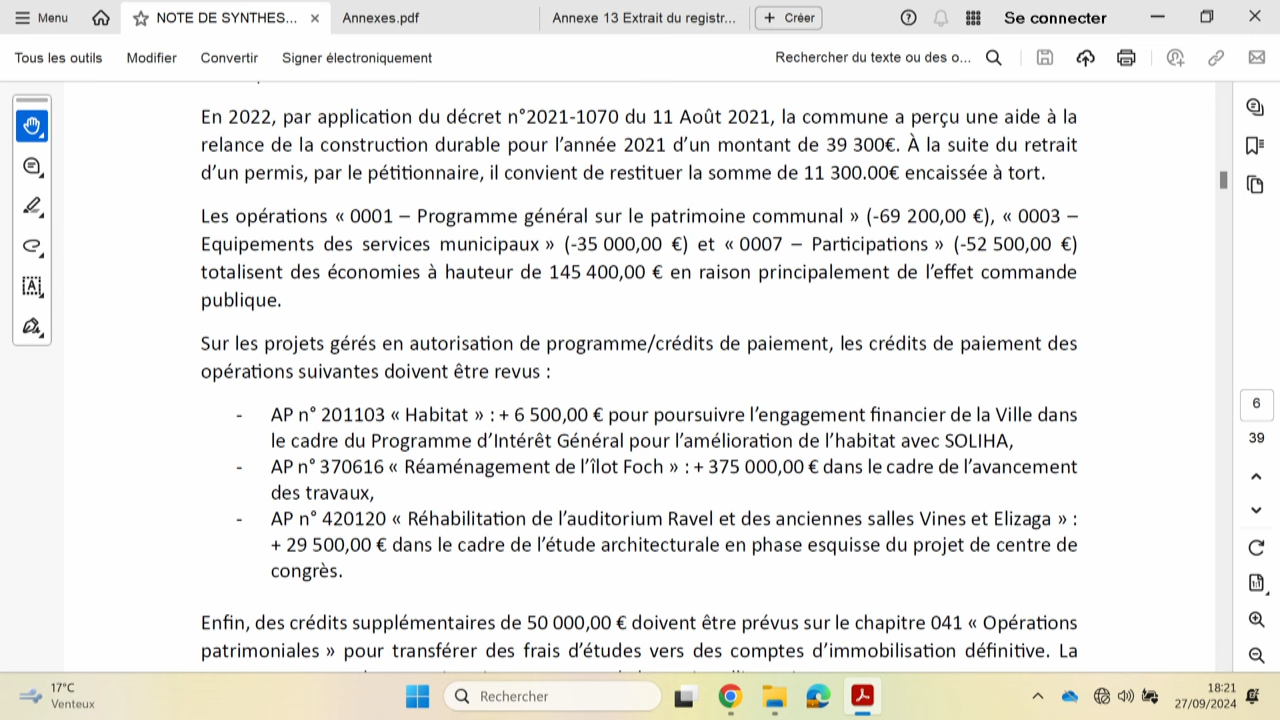 Menu
NOTE DE SYNTHES...
Annexes.pdf
Annexe 13 Extrait du registr...
Créer
Se connecter
Tous les outils
Modifier
Convertir
Signer électroniquement
Rechercher du texte ou des o...
En 2022, par application du décret n°2021-1070 du 11 Août 2021, la commune a perçu une aide à la
relance de la construction durable pour l'année 2021 d'un montant de 39 300€. À la suite du retrait
d'un permis, par le pétitionnaire, il convient de restituer la somme de 11 300.00€ encaissée à tort.
Les opérations « 0001 – Programme général sur le patrimoine communal » (-69 200,00 €), « 0003 –
Equipements des services municipaux » (-35 000,00 €) et « 0007 – Participations » (-52 500,00 €)
totalisent des économies à hauteur de 145 400,00 € en raison principalement de l'effet commande
publique.
Sur les projets gérés en autorisation de programme/crédits de paiement, les crédits de paiement des
opérations suivantes doivent être revus :
- AP n° 201103 « Habitat » : + 6 500,00 € pour poursuivre l'engagement financier de la Ville dans
le cadre du Programme d'Intérêt Général pour l'amélioration de l'habitat avec SOLIHA,
- AP n° 370616 « Réaménagement de l'îlot Foch » : + 375 000,00 € dans le cadre de l'avancement
des travaux,
- AP n° 420120 « Réhabilitation de l'auditorium Ravel et des anciennes salles Vines et Elizaga » :
+ 29 500,00 € dans le cadre de l'étude architecturale en phase esquisse du projet de centre de
congrès.
Enfin, des crédits supplémentaires de 50 000,00 € doivent être prévus sur le chapitre 041 « Opérations
patrimoniales » pour transférer des frais d'études vers des comptes d'immobilisation définitive. La
6
39
17°C
Venteux
Rechercher
18:21
27/09/2024